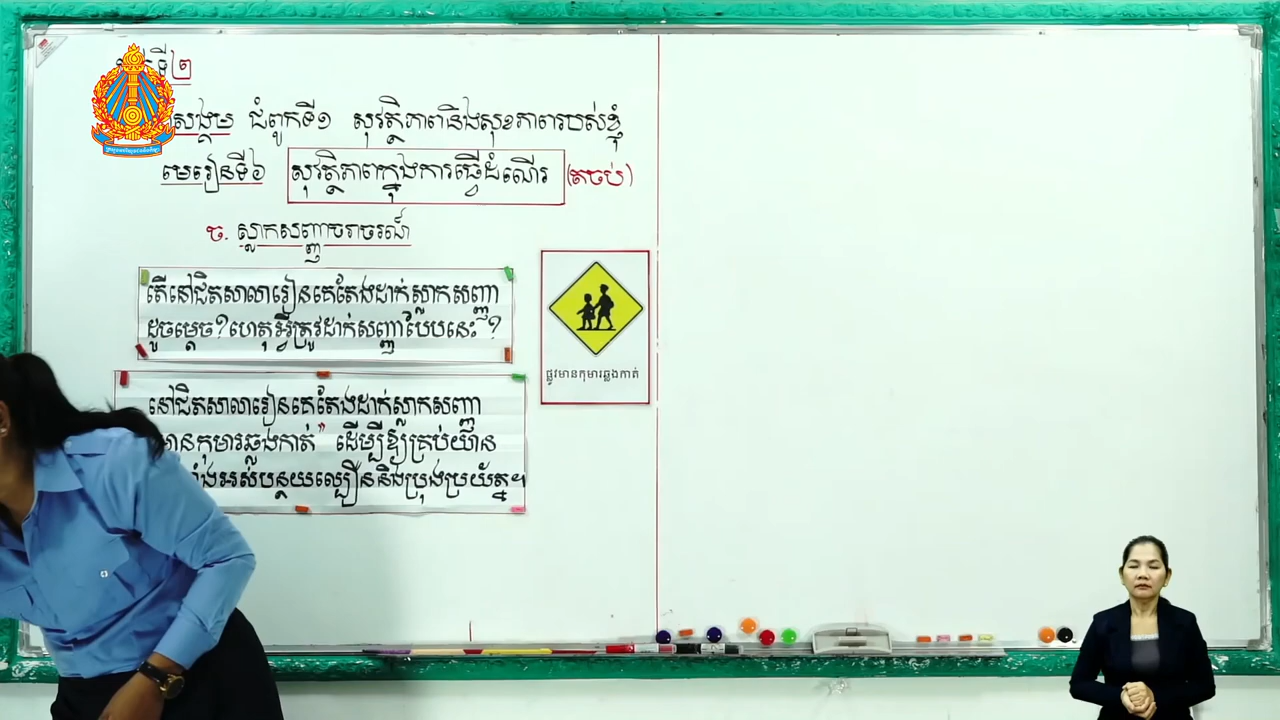 ទី២
សង្គម ជំពូកទី១ សុវត្ថិភាពនិងសុខភាពរបស់ខ្ញុំ
មេរៀនទី៦ សុវត្ថិភាពក្នុងការធ្វើដំណើរ (តចប់)
ច. ស្លាកសញ្ញាចរាចរណ៍
តើនៅជិតសាលារៀនគេតែងដាក់ស្លាកសញ្ញា
ដូចម្ដេច? ហេតុអ្វីត្រូវដាក់សញ្ញាបែបនេះ ?
ផ្លូវមានកុមារឆ្លងកាត់
នៅជិតសាលារៀនគេតែងដាក់ស្លាកសញ្ញា
មានកុមារឆ្លងកាត់" ដើម្បីឱ្យគ្រប់យាន
ទាំងអស់បន្ថយល្បឿននិងប្រុងប្រយ័ត្ន។